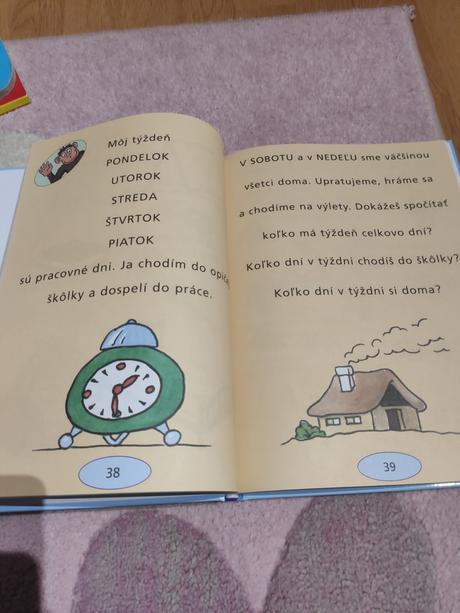 Môj týždeň
PONDELOK
UTOROK
STREDA
ŠTVRTOK
PIATOK
sú pracovné dni. Ja chodím do opičej
škôlky a dospelí do práce.
38
V SOBOTU a v NEDEĽU sme väčšinou
všetci doma. Upratujeme, hráme sa
a chodíme na výlety. Dokážeš spočítať
koľko má týždeň celkovo dní?
Koľko dní v týždni chodíš do škôlky?
Koľko dní v týždni si doma?
39